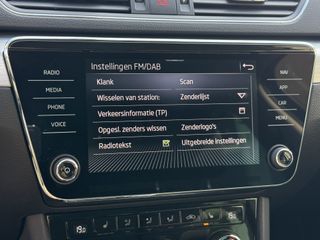 Instellingen FM/DAB
Klank Scan
Wisselen van station: Zenderlijst
Verkeersinformatie (TP)
Opgesl. zenders wissen Zenderlogo's
Radiotekst Uitgebreide instellingen
RADIO
MEDIA
PHONE
VOICE
NAV
APP
CAR
MENU